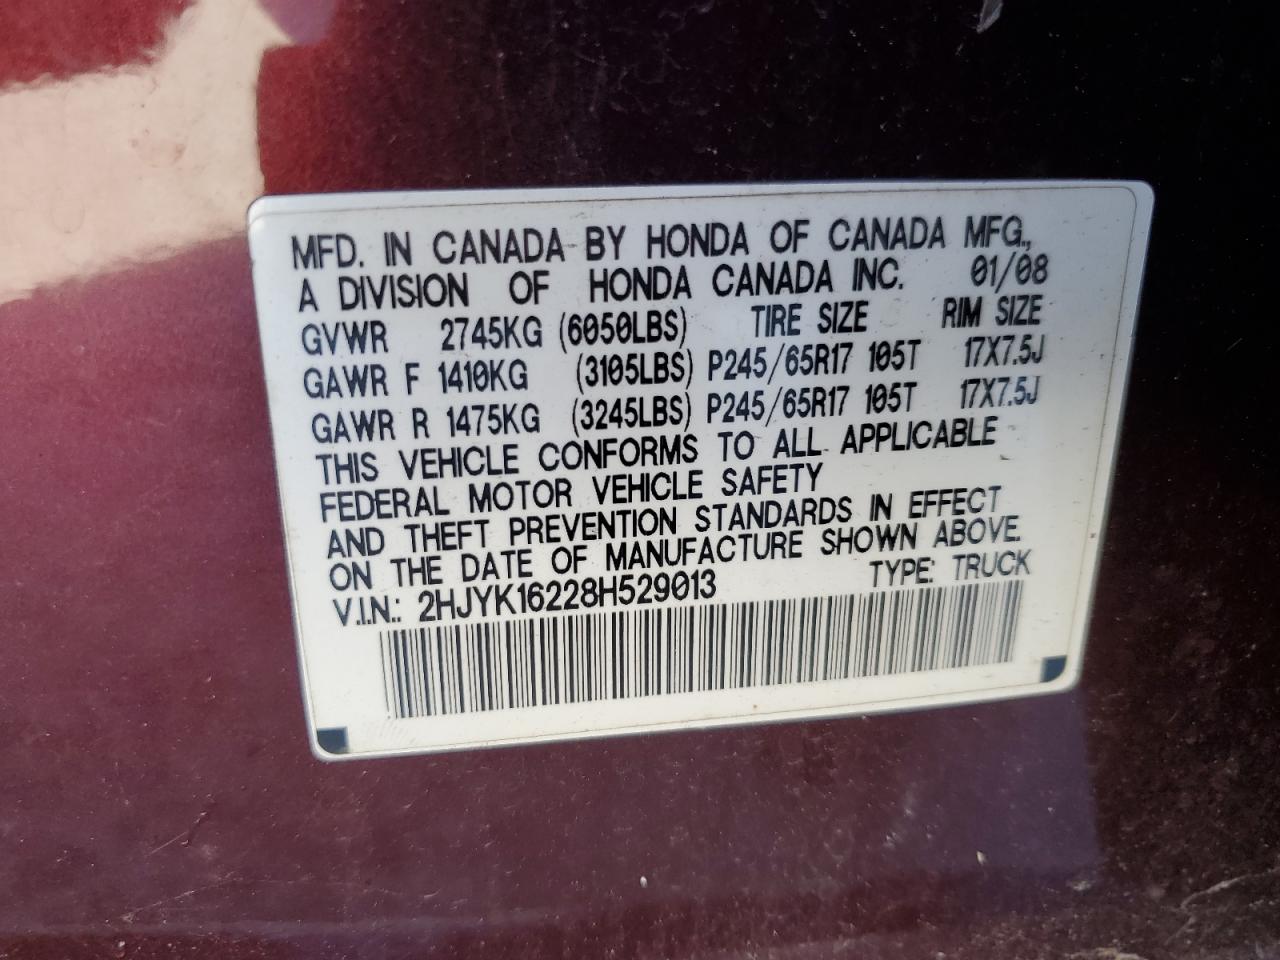 MFD. IN CANADA BY HONDA OF CANADA MFG.,
A DIVISION OF HONDA CANADA INC. 01/08
GVWR 2745KG (6050LBS) TIRE SIZE RIM SIZE
GAWR F 1410KG (3105LBS) P245/65R17 105T 17X7.5J
GAWR R 1475KG (3245LBS) P245/65R17 105T 17X7.5J
THIS VEHICLE CONFORMS TO ALL APPLICABLE
FEDERAL MOTOR VEHICLE SAFETY
AND THEFT PREVENTION STANDARDS IN EFFECT
ON THE DATE OF MANUFACTURE SHOWN ABOVE.
V.I.N.: 2HJYK16228H529013 TYPE: TRUCK